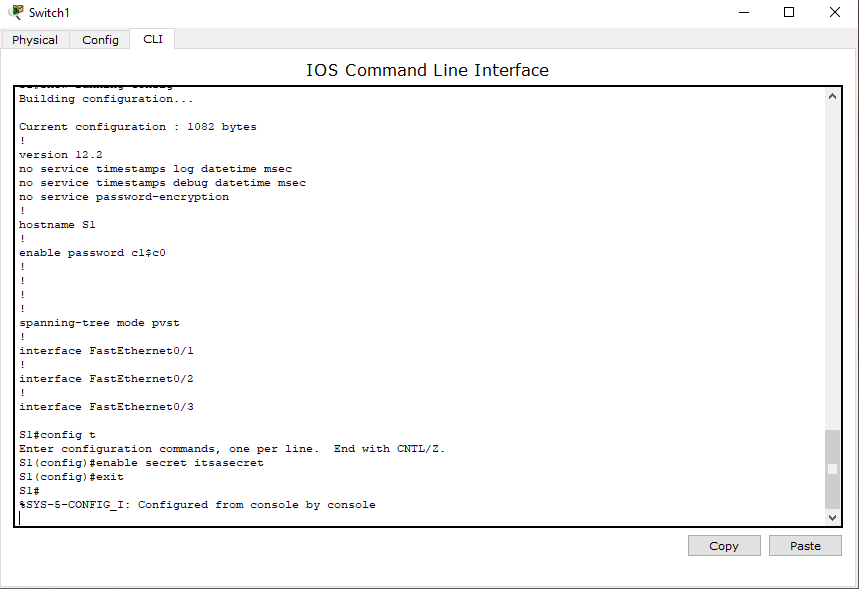 Switch1
Physical Config CLI
IOS Command Line Interface
Building configuration...
Current configuration : 1082 bytes
!
version 12.2
no service timestamps log datetime msec
no service timestamps debug datetime msec
no service password-encryption
!
hostname S1
!
enable password c1$c0
!
!
!
!
spanning-tree mode pvst
!
interface FastEthernet0/1
!
interface FastEthernet0/2
!
interface FastEthernet0/3
S1#config t
Enter configuration commands, one per line.  End with CNTL/Z.
S1(config)#enable secret itsasecret
S1(config)#exit
S1#
%SYS-5-CONFIG_I: Configured from console by console
Copy Paste